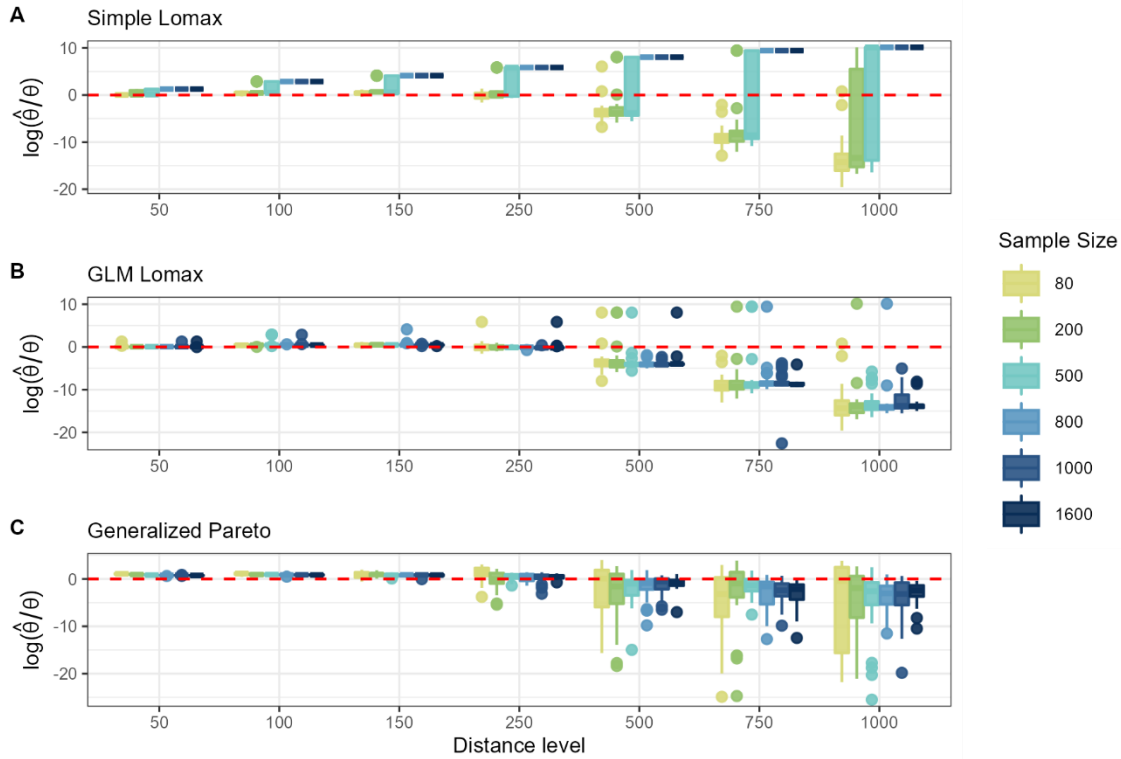 A
Simple Lomax
log(θ̂/θ)
10
0
-10
-20
50 100 150 250 500 750 1000
B
GLM Lomax
log(θ̂/θ)
10
0
-10
-20
50 100 150 250 500 750 1000
C
Generalized Pareto
log(θ̂/θ)
0
-10
-20
50 100 150 250 500 750 1000
Distance level
Sample Size
80
200
500
800
1000
1600